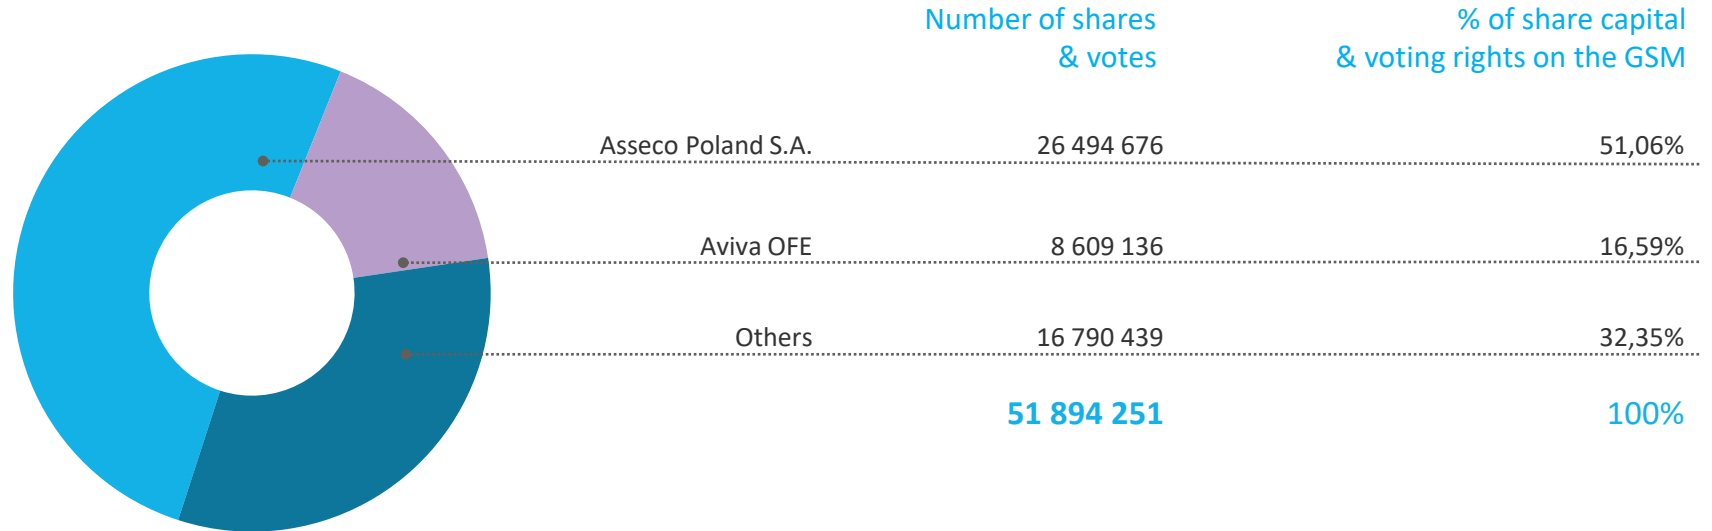 Number of shares
& votes
% of share capital
& voting rights on the GSM
Asseco Poland S.A. 26 494 676 51,06%
Aviva OFE 8 609 136 16,59%
Others 16 790 439 32,35%
51 894 251 100%